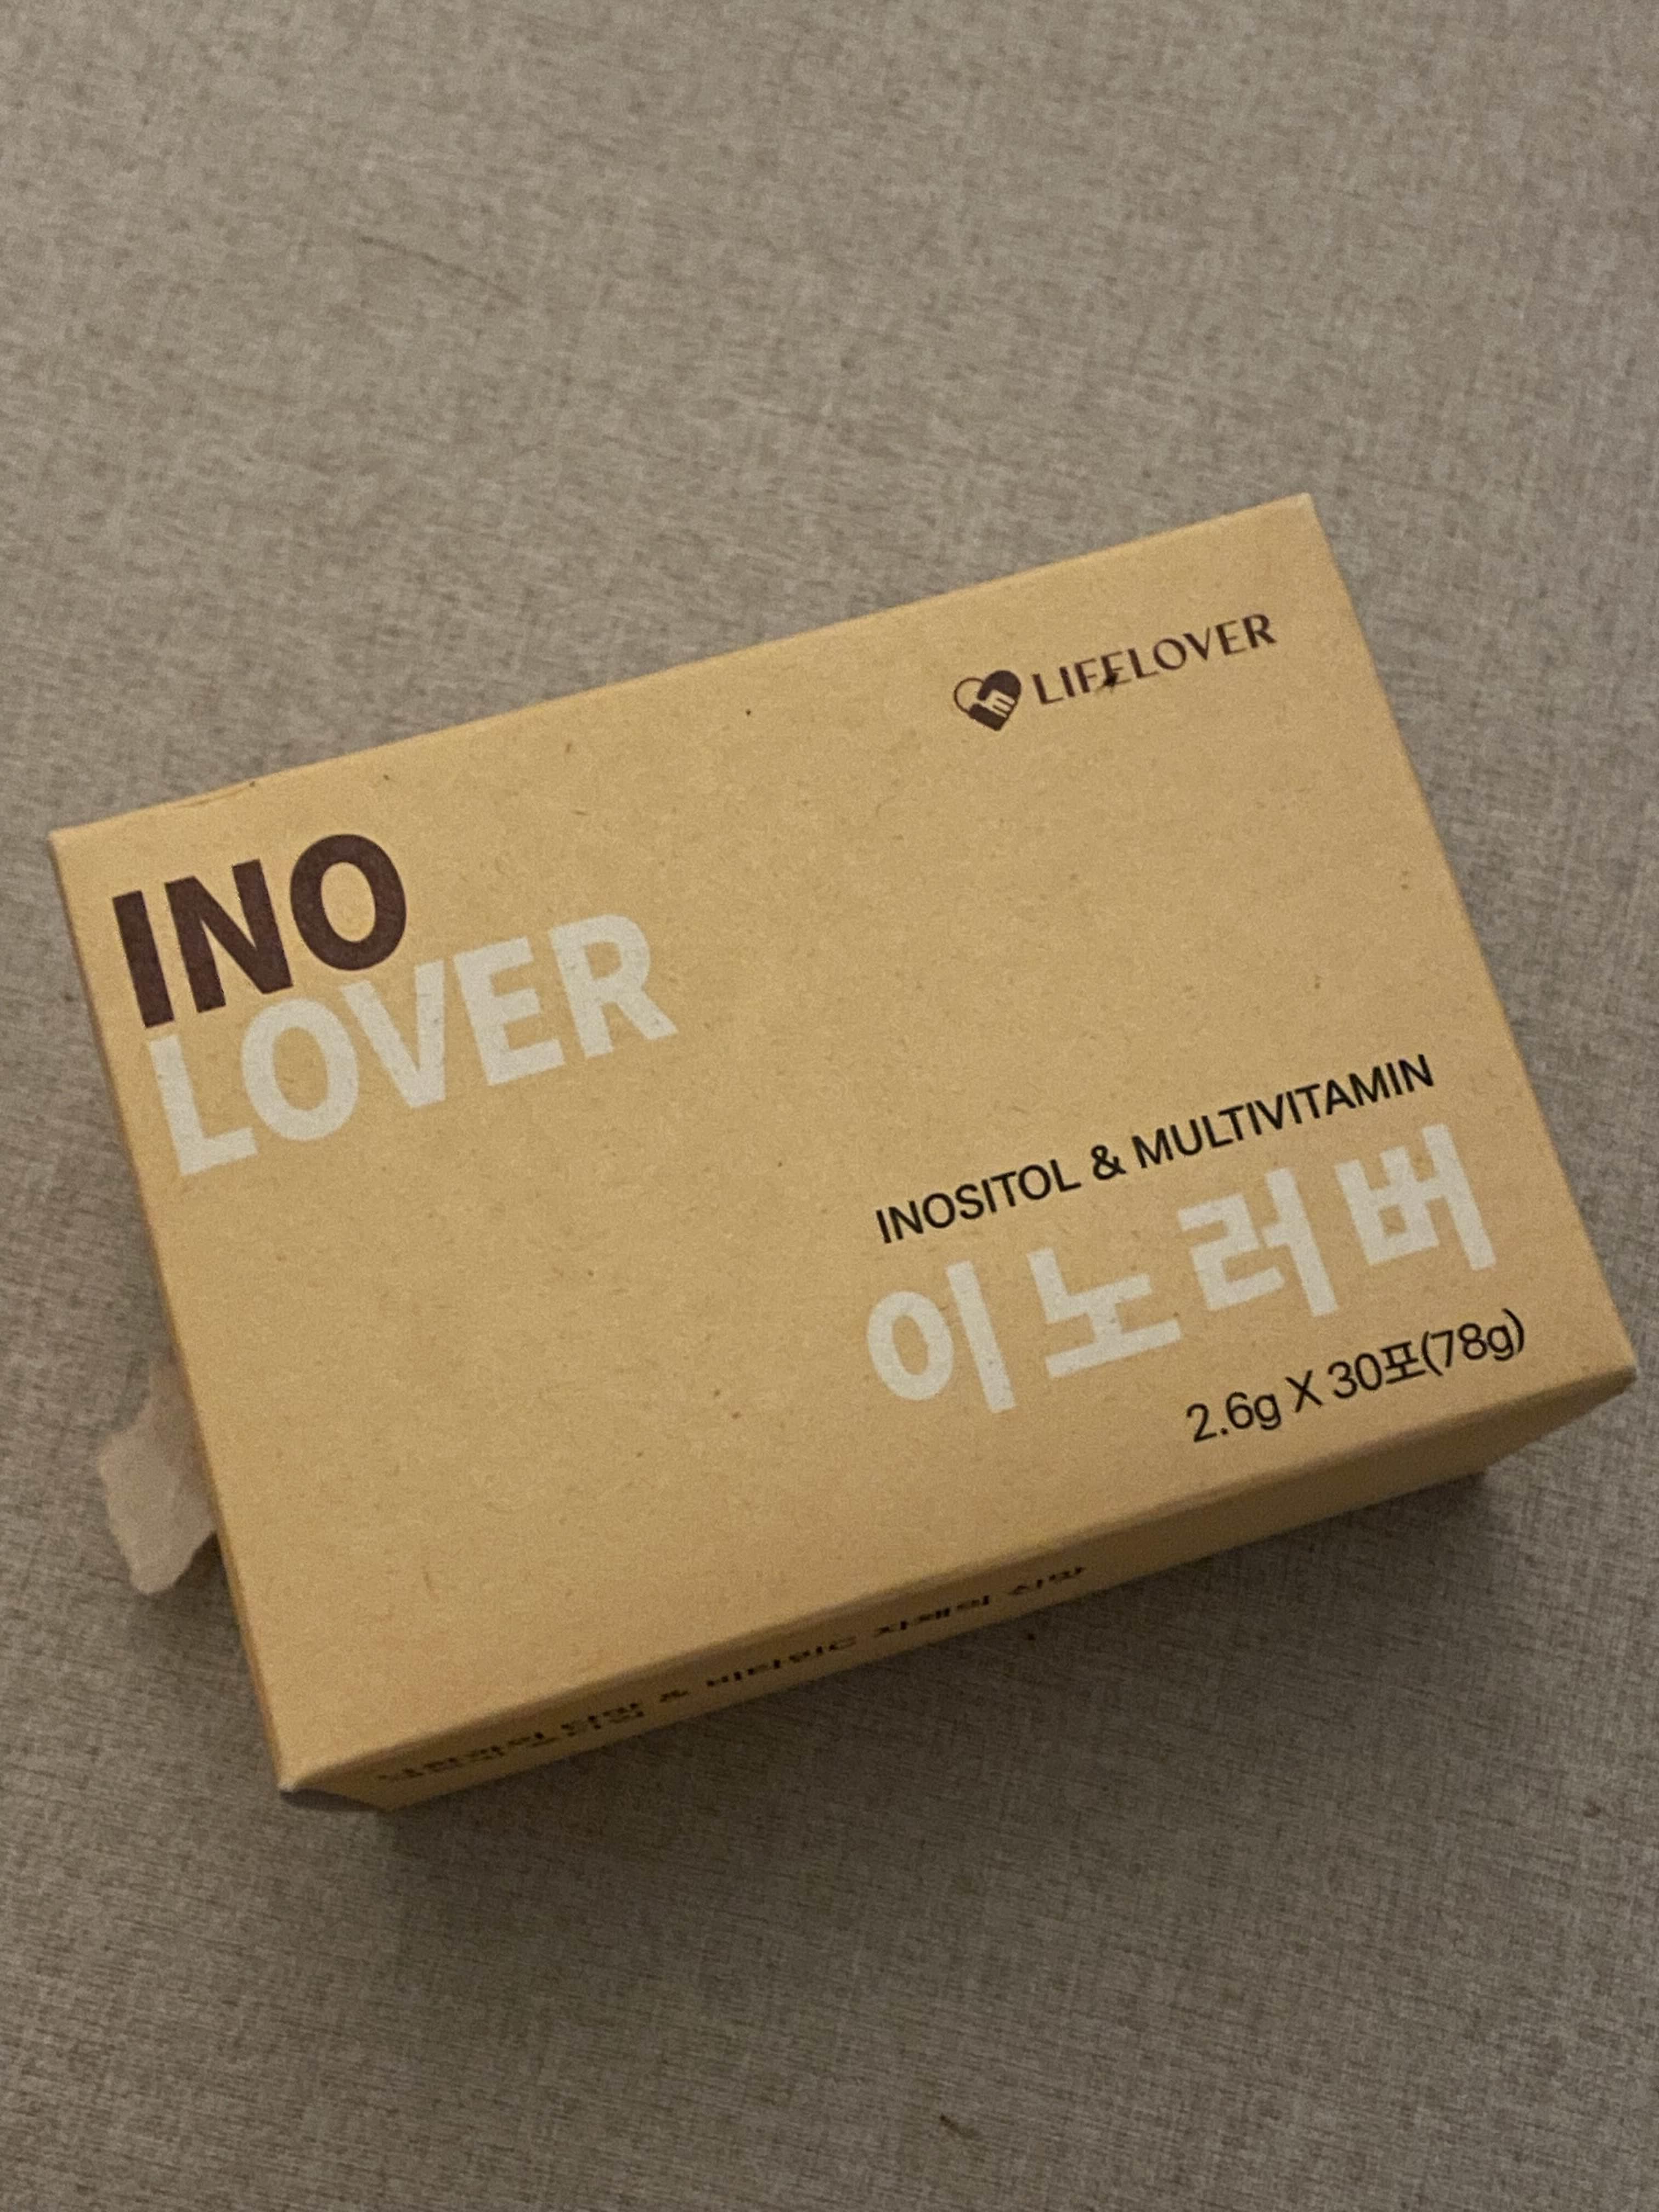 LIFELOVER
INO
LOVER
INOSITOL & MULTIVITAMIN
이노러버
2.6g X 30포(78g)